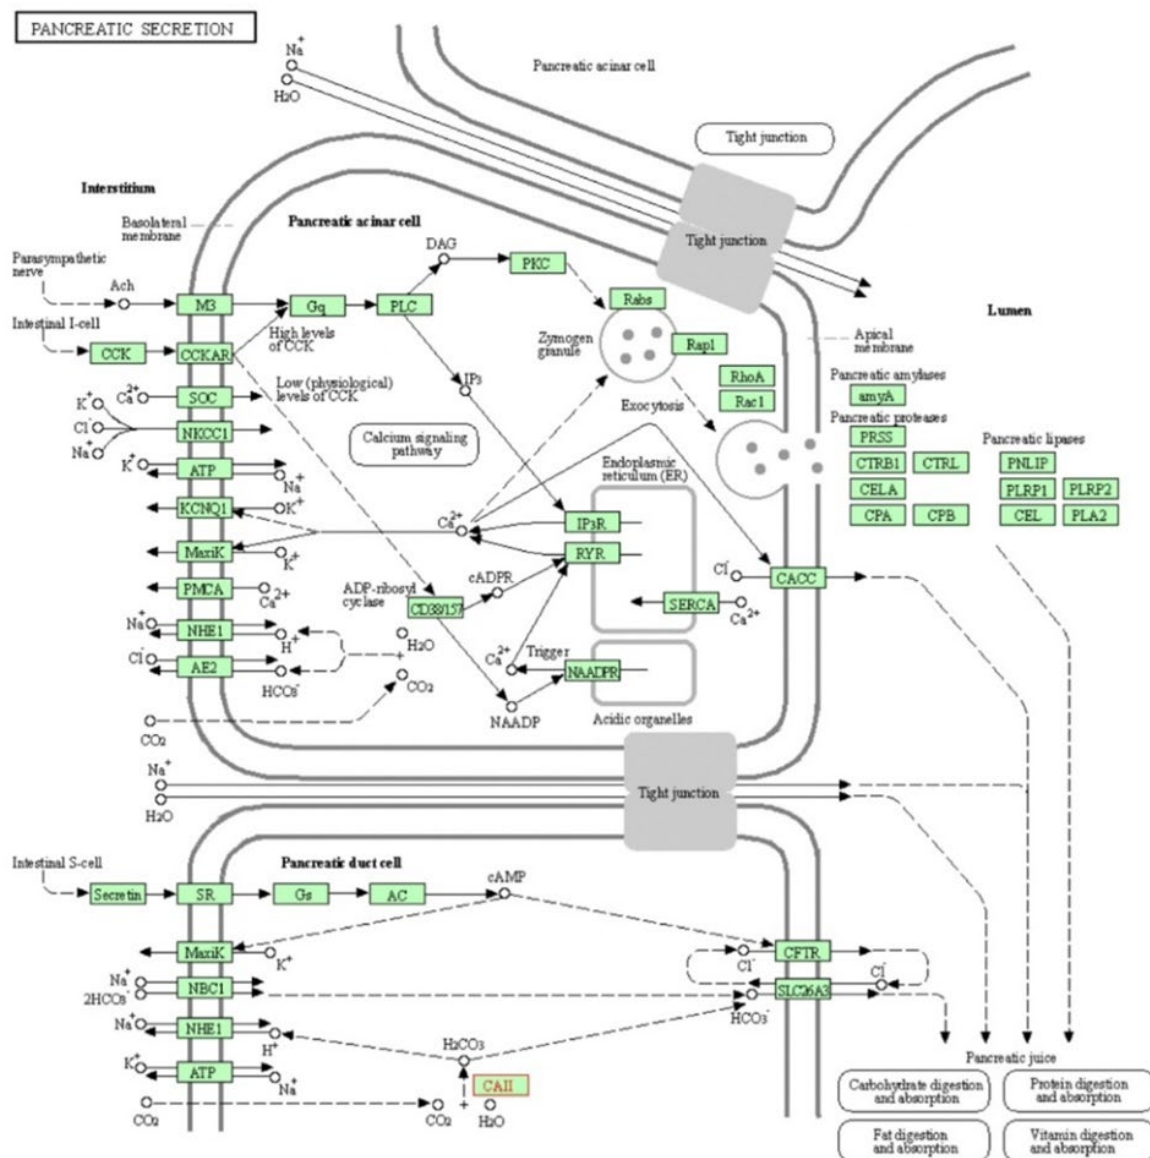 PANCREATIC SECRETION
Na+
H2O
Pancreatic acinar cell
Tight junction
Interstitium
Basolateral
membrane
Pancreatic acinar cell
Tight junction
Parasympathetic
nerve
Ach
M3
Gq
PLC
DAG
PKC
Rabs
Zymogen
granule
Rap1
Lumen
Apical
membrane
Intestinal I-cell
CCK
CCKAR
High levels
of CCK
Low (physiological)
levels of CCK
IP3
RhoA
Rac1
Exocytosis
Pancreatic amylases
amyA
Pancreatic proteases
PRSS
CTRB1
CTRL
CELA
CPA
CPB
Pancreatic lipases
PNLIP
PLRP1
PLRP2
CEL
PLA2
Ca2+
SOC
K+
Cl-
Na+
NKCC1
Calcium signaling
pathway
Endoplasmic
reticulum (ER)
K+
ATP
Na+
KCNQ1
K+
Ca2+
IP3R
RYR
MaxiK
K+
PMCA
Ca2+
ADP-ribosyl
cyclase
cADPR
CD38/157
Cl-
CACC
SERCA
Ca2+
Na+
NHE1
H+
+
H2O
Cl-
AE2
HCO3-
CO2
Ca2+
Trigger
NAADPR
NAADP
Acidic organelles
CO2
Na+
H2O
Tight junction
Intestinal S-cell
Pancreatic duct cell
Secretin
SR
Gs
AC
cAMP
MaxiK
K+
CFTR
Cl-
Cl-
Na+
2HCO3-
NBC1
SLC26A3
HCO3-
Na+
NHE1
H+
H2CO3
K+
ATP
Na+
CAII
CO2
CO2
+
H2O
Pancreatic juice
Carbohydrate digestion
and absorption
Protein digestion
and absorption
Fat digestion
and absorption
Vitamin digestion
and absorption